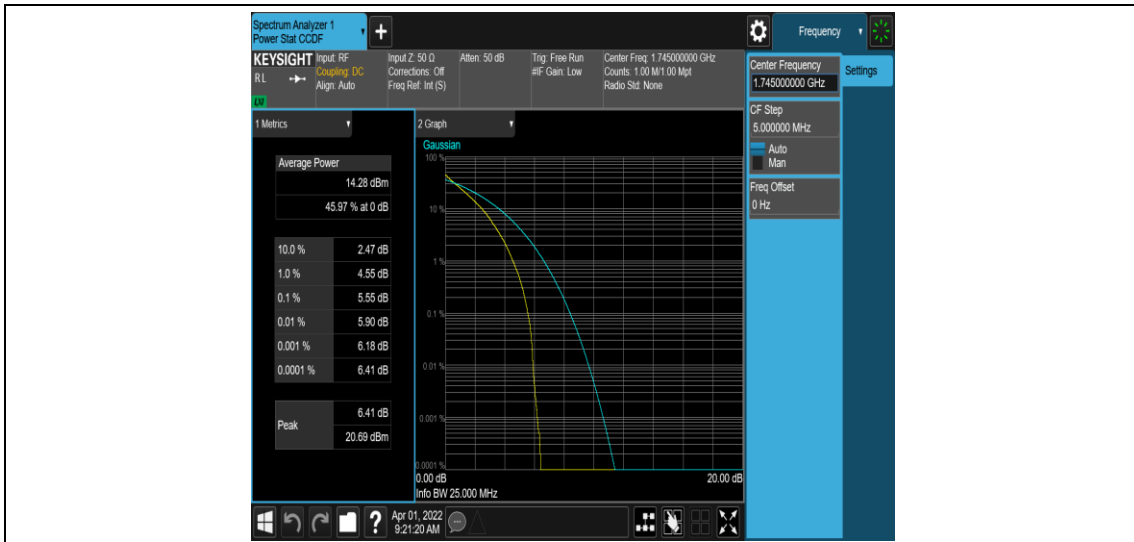 Spectrum Analyzer 1
Power Stat CCDF
Frequency
KEYSIGHT
RL
LXI
Input: RF
Coupling: DC
Align: Auto
Input Z: 50 Ω
Corrections: Off
Freq Ref: Int (S)
Atten: 50 dB
Trig: Free Run
#IF Gain: Low
Center Freq: 1.745000000 GHz
Counts: 1.00 M/1.00 Mpt
Radio Std: None
Center Frequency
1.745000000 GHz
Settings
CF Step
5.000000 MHz
Auto
Man
Freq Offset
0 Hz
1 Metrics
Average Power
14.28 dBm
45.97 % at 0 dB
10.0 % 2.47 dB
1.0 % 4.55 dB
0.1 % 5.55 dB
0.01 % 5.90 dB
0.001 % 6.18 dB
0.0001 % 6.41 dB
Peak
6.41 dB
20.69 dBm
2 Graph
Gaussian
100 %
10 %
1 %
0.1 %
0.01 %
0.001 %
0.0001 %
0.00 dB 20.00 dB
Info BW 25.000 MHz
?
Apr 01, 2022
9:21:20 AM